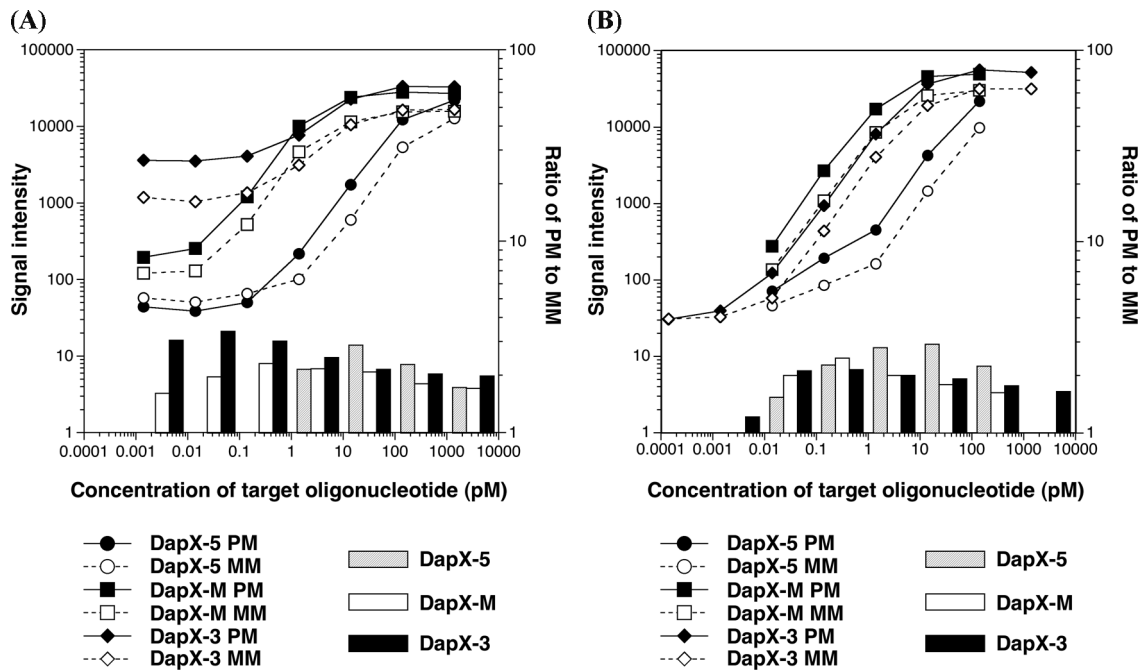 (A)
Signal intensity
100000
10000
1000
100
10
1
Ratio of PM to MM
100
10
1
0.0001 0.001 0.01 0.1 1 10 100 1000 10000
Concentration of target oligonucleotide (pM)
DapX-5 PM
DapX-5 MM
DapX-M PM
DapX-M MM
DapX-3 PM
DapX-3 MM
DapX-5
DapX-M
DapX-3
(B)
Signal intensity
100000
10000
1000
100
10
1
Ratio of PM to MM
100
10
1
0.0001 0.001 0.01 0.1 1 10 100 1000 10000
Concentration of target oligonucleotide (pM)
DapX-5 PM
DapX-5 MM
DapX-M PM
DapX-M MM
DapX-3 PM
DapX-3 MM
DapX-5
DapX-M
DapX-3